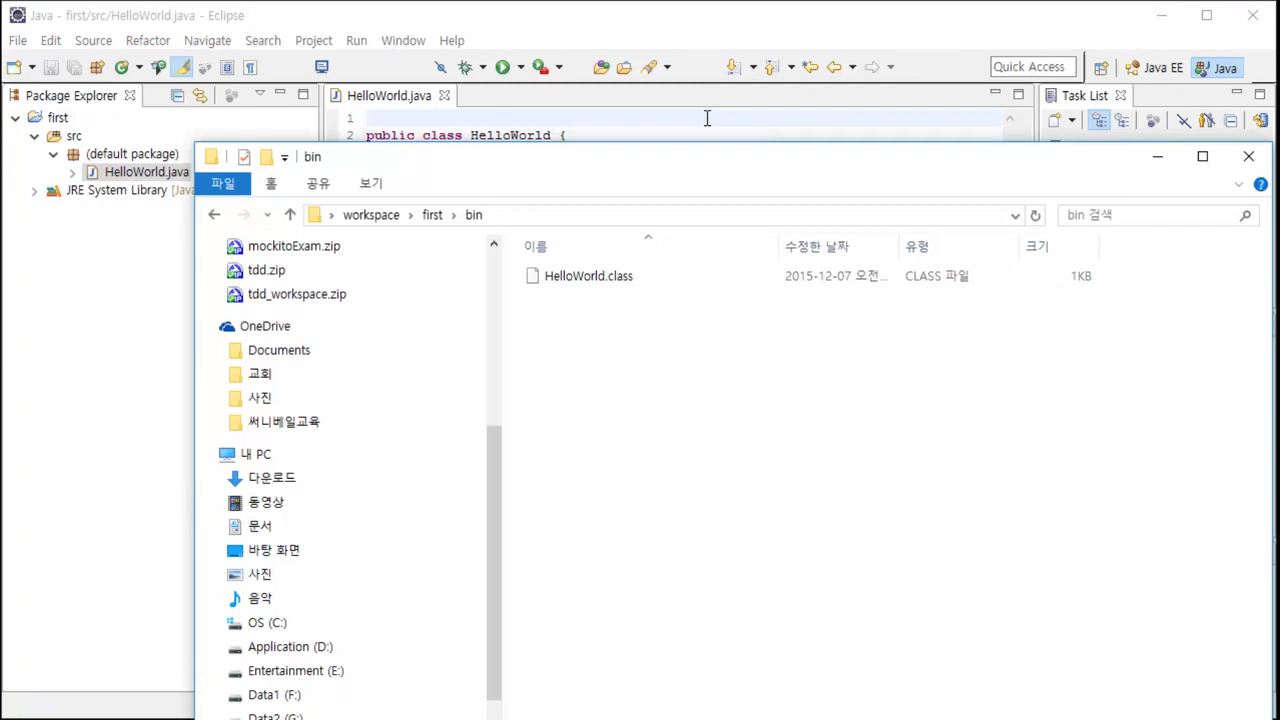 Java - first/src/HelloWorld.java - Eclipse
File Edit Source Refactor Navigate Search Project Run Window Help
Quick Access Java EE Java
Package Explorer HelloWorld.java Task List
first
src
(default package)
HelloWorld.java
JRE System Library [Java
1
2 public class HelloWorld {
bin
파일 홈 공유 보기
workspace first bin bin 검색
이름 수정한 날짜 유형 크기
HelloWorld.class 2015-12-07 오전... CLASS 파일 1KB
mockitoExam.zip
tdd.zip
tdd_workspace.zip
OneDrive
Documents
교회
사진
써니베일교육
내 PC
다운로드
동영상
문서
바탕 화면
사진
음악
OS (C:)
Application (D:)
Entertainment (E:)
Data1 (F:)
Data2 (G:)